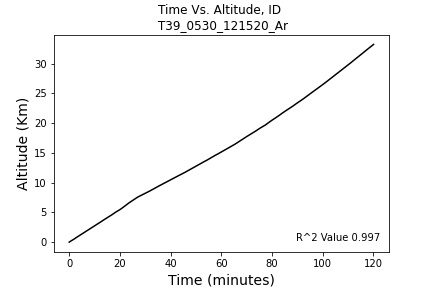 Time Vs. Altitude, ID
T39_0530_121520_Ar
Altitude (Km)
30
25
20
15
10
5
0
R^2 Value 0.997
0
20
40
60
80
100
120
Time (minutes)